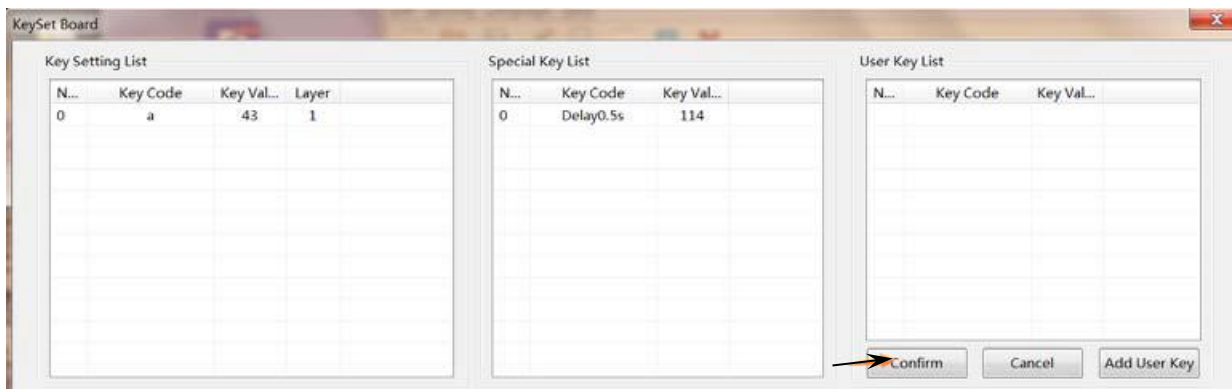 KeySet Board
Key Setting List Special Key List User Key List
N... Key Code Key Val... Layer N... Key Code Key Val... N... Key Code Key Val...
0 a 43 1 0 Delay0.5s 114
Confirm Cancel Add User Key